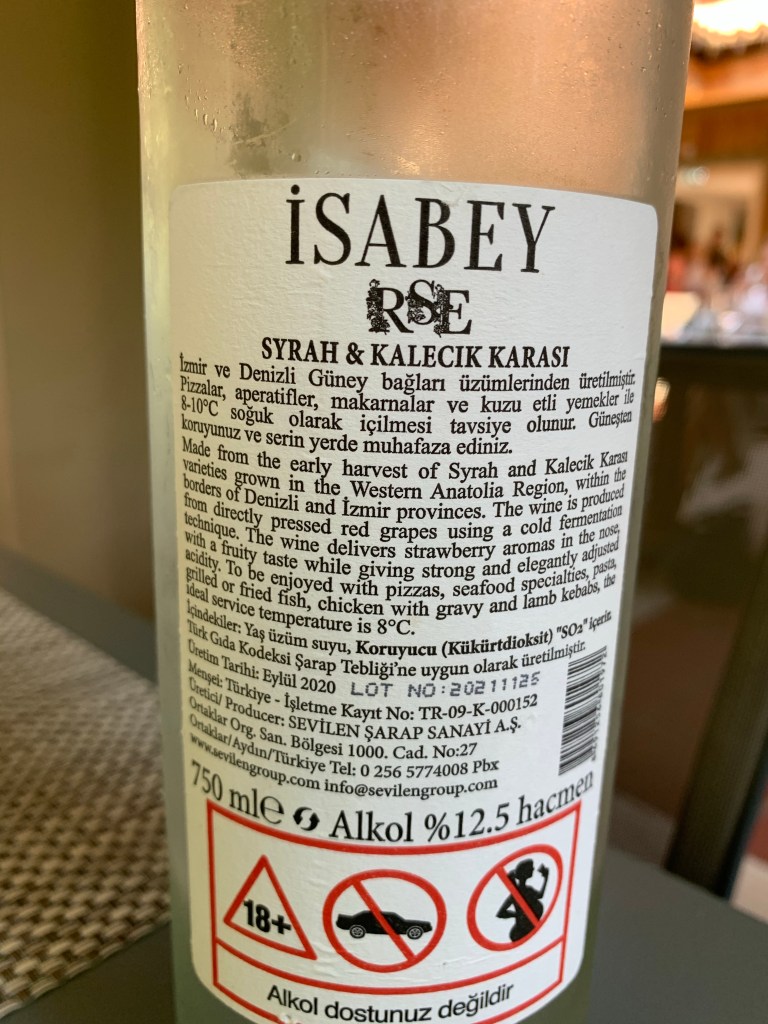 İSABEY
RSE
SYRAH & KALECIK KARASI
İzmir ve Denizli Güney bağları üzümlerinden üretilmiştir.
Pizzalar, aperatifler, makarnalar ve kuzu etli yemekler ile
8-10°C soğuk olarak içilmesi tavsiye olunur. Güneşten
koruyunuz ve serin yerde muhafaza ediniz.
Made from the early harvest of Syrah and Kalecik Karası
varieties grown in the Western Anatolia Region, within the
borders of Denizli and İzmir provinces. The wine is produced
from directly pressed red grapes using a cold fermentation
technique. The wine delivers strawberry aromas in the nose,
with a fruity taste while giving strong and elegantly adjusted
acidity. To be enjoyed with pizzas, seafood specialties, pasta,
grilled or fried fish, chicken with gravy and lamb kebabs, the
ideal service temperature is 8°C.
İçindekiler: Yaş üzüm suyu, Koruyucu (Kükürtdioksit) "SO2" içerir.
Türk Gıda Kodeksi Şarap Tebliği'ne uygun olarak üretilmiştir.
Üretim Tarihi: Eylül 2020 LOT NO:20211125
Menşei: Türkiye - İşletme Kayıt No: TR-09-K-000152
Üretici/ Producer: SEVİLEN ŞARAP SANAYİ A.Ş.
Ortaklar Org. San. Bölgesi 1000. Cad. No:27
Ortaklar/Aydın/Türkiye Tel: 0 256 5774008 Pbx
www.sevilengroup.com info@sevilengroup.com
750 ml℮ Alkol %12.5 hacmen
18+
Alkol dostunuz değildir